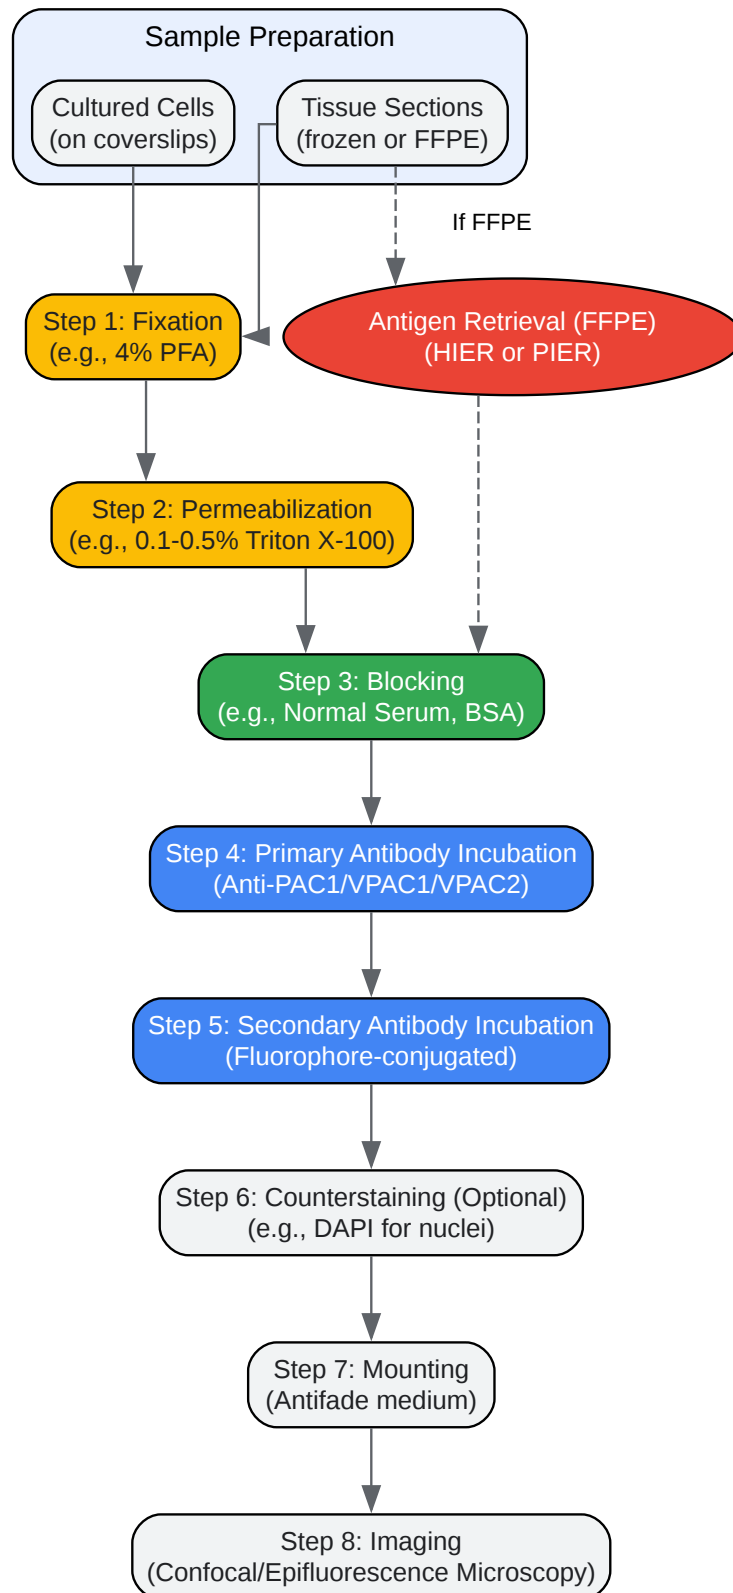 Sample Preparation
Cultured Cells
(on coverslips)
Tissue Sections
(frozen or FFPE)
If FFPE
Step 1: Fixation
(e.g., 4% PFA)
Antigen Retrieval (FFPE)
(HIER or PIER)
Step 2: Permeabilization
(e.g., 0.1-0.5% Triton X-100)
Step 3: Blocking
(e.g., Normal Serum, BSA)
Step 4: Primary Antibody Incubation
(Anti-PAC1/VPAC1/VPAC2)
Step 5: Secondary Antibody Incubation
(Fluorophore-conjugated)
Step 6: Counterstaining (Optional)
(e.g., DAPI for nuclei)
Step 7: Mounting
(Antifade medium)
Step 8: Imaging
(Confocal/Epifluorescence Microscopy)